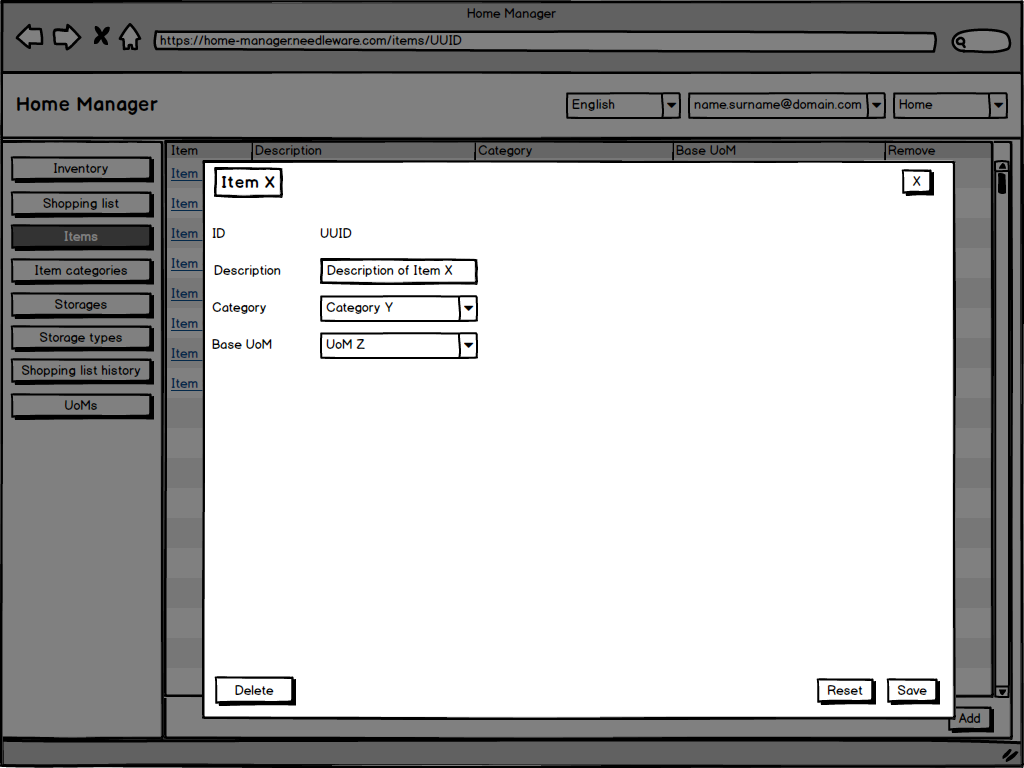 Home Manager
https://home-manager.needleware.com/items/UUID
Home Manager
English
name.surname@domain.com
Home
Inventory
Shopping list
Items
Item categories
Storages
Storage types
Shopping list history
UoMs
Item Description Category Base UoM Remove
Item
Item
Item
Item
Item
Item
Item
Item
Item X
X
ID UUID
Description Description of Item X
Category Category Y
Base UoM UoM Z
Delete
Reset
Save
Add